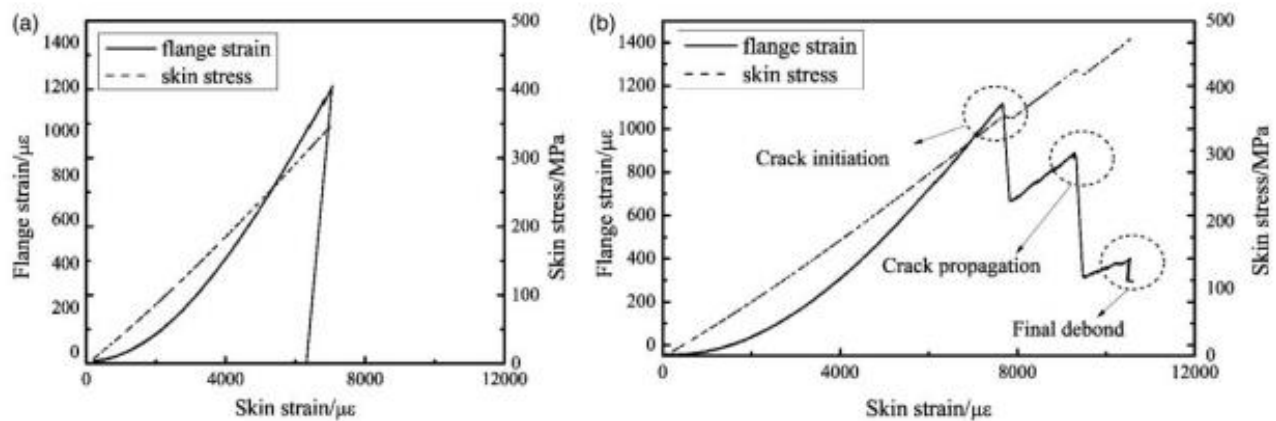 (a)
1400
1200
1000
800
600
400
200
0
Flange strain/με
flange strain
skin stress
500
400
300
200
100
0
Skin stress/MPa
0
4000
8000
12000
Skin strain/με
(b)
1400
1200
1000
800
600
400
200
0
Flange strain/με
flange strain
skin stress
Crack initiation
Crack propagation
Final debond
500
400
300
200
100
0
Skin stress/MPa
0
4000
8000
12000
Skin strain/με